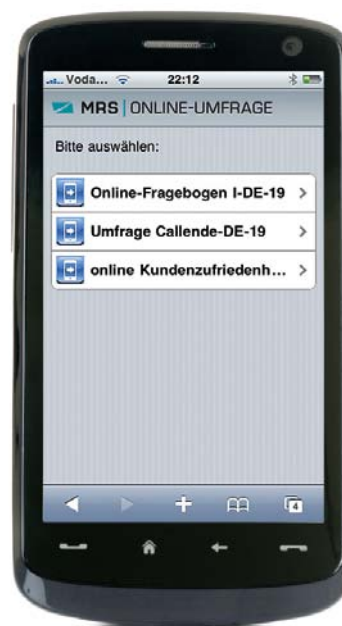 Voda... 22:12
MRS | ONLINE-UMFRAGE
Bitte auswählen:
Online-Fragebogen I-DE-19
Umfrage Callende-DE-19
online Kundenzufriedenh...
4